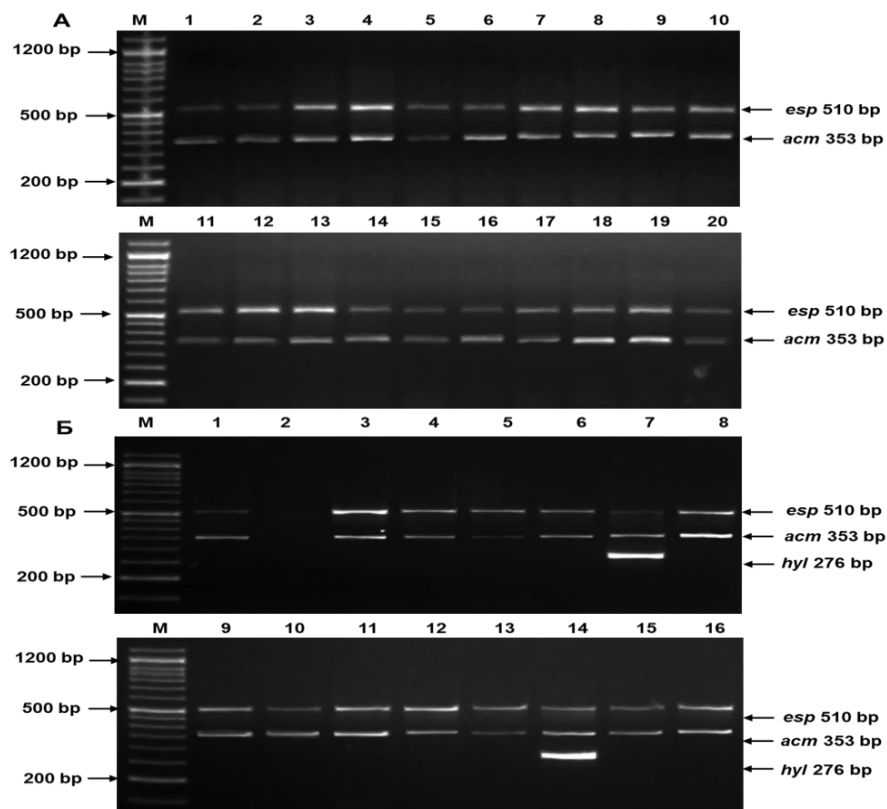 А M 1 2 3 4 5 6 7 8 9 10
1200 bp
500 bp
esp 510 bp
acm 353 bp
200 bp
M 11 12 13 14 15 16 17 18 19 20
1200 bp
500 bp
esp 510 bp
acm 353 bp
200 bp
Б M 1 2 3 4 5 6 7 8
1200 bp
500 bp
esp 510 bp
acm 353 bp
hyl 276 bp
200 bp
M 9 10 11 12 13 14 15 16
1200 bp
500 bp
esp 510 bp
acm 353 bp
hyl 276 bp
200 bp